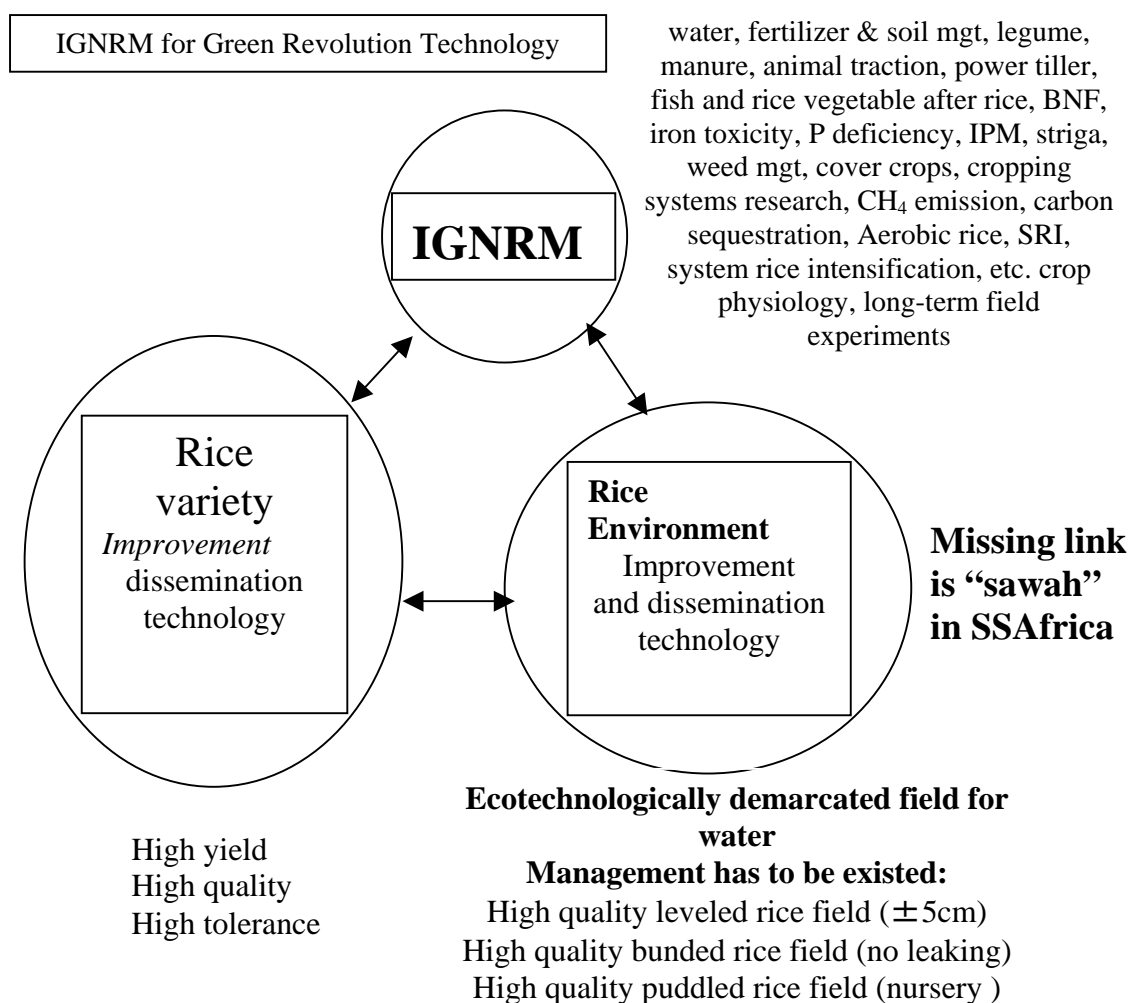 IGNRM for Green Revolution Technology
water, fertilizer & soil mgt, legume,
manure, animal traction, power tiller,
fish and rice vegetable after rice, BNF,
iron toxicity, P deficiency, IPM, striga,
weed mgt, cover crops, cropping
systems research, CH₄ emission, carbon
sequestration, Aerobic rice, SRI,
system rice intensification, etc. crop
physiology, long-term field
experiments
IGNRM
Rice
variety
Improvement
dissemination
technology
Rice
Environment
Improvement
and dissemination
technology
Missing link
is “sawah”
in SSAfrica
High yield
High quality
High tolerance
Ecotechnologically demarcated field for
water
Management has to be existed:
High quality leveled rice field (±5cm)
High quality bunded rice field (no leaking)
High quality puddled rice field (nursery )